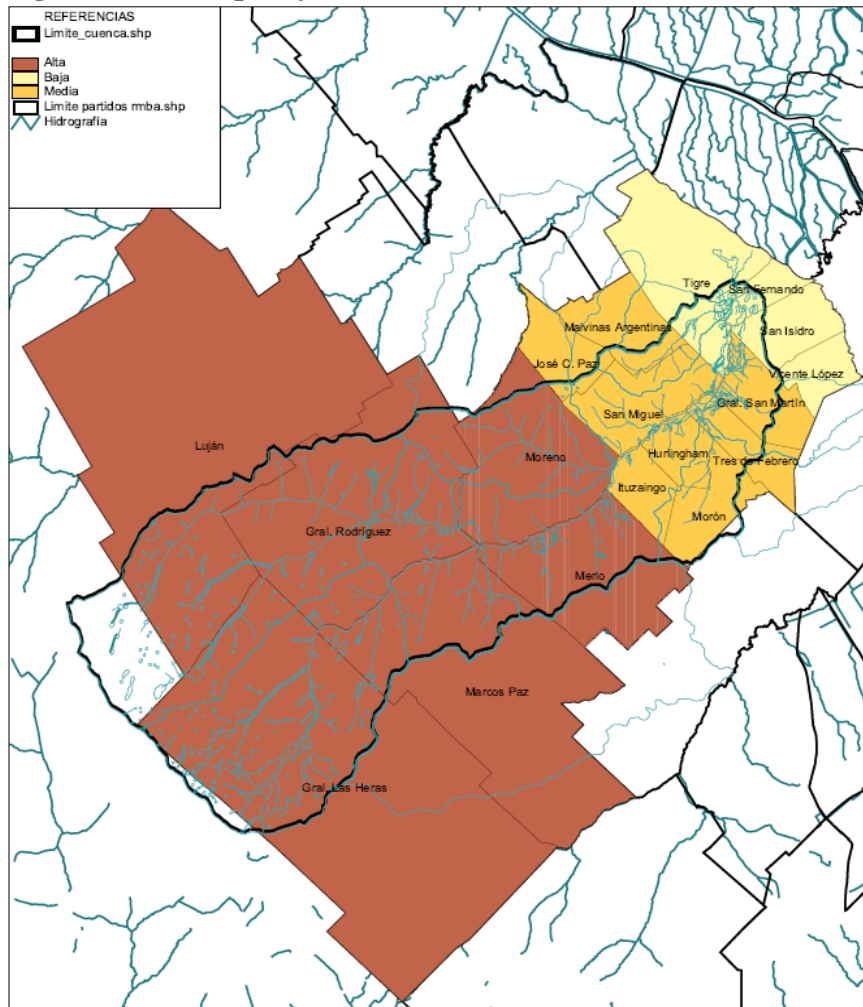 REFERENCIAS
Limite_cuenca.shp
Alta
Baja
Media
Limite partidos rmba.shp
Hidrografía
Tigre
San Fernando
San Isidro
Malvinas Argentinas
José C. Paz
Vicente López
San Miguel
Gral. San Martín
Luján
Moreno
Hurlingham
Tres de Febrero
Ituzaingo
Morón
Gral. Rodríguez
Merlo
Marcos Paz
Gral. Las Heras